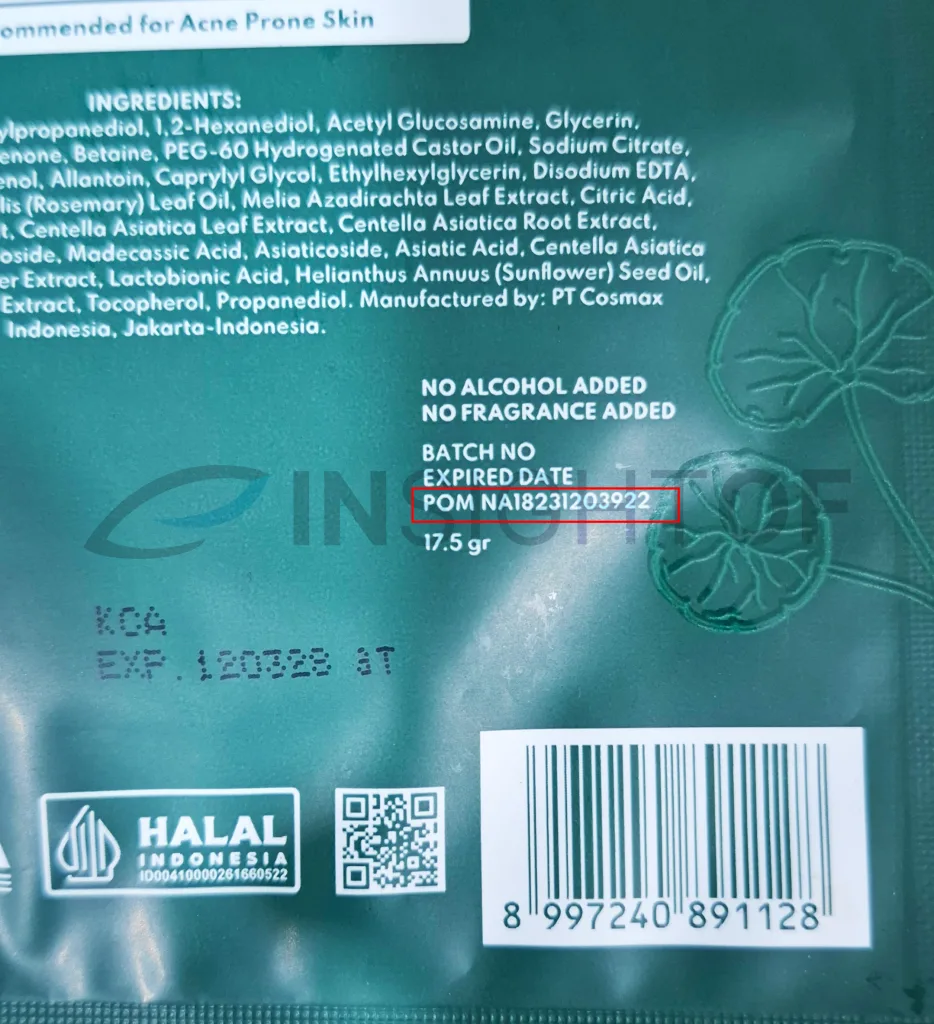 ommended for Acne Prone Skin
INGREDIENTS:
ylpropanediol, 1,2-Hexanediol, Acetyl Glucosamine, Glycerin,
enone, Betaine, PEG-60 Hydrogenated Castor Oil, Sodium Citrate,
enol, Allantoin, Caprylyl Glycol, Ethylhexylglycerin, Disodium EDTA,
lis (Rosemary) Leaf Oil, Melia Azadirachta Leaf Extract, Citric Acid,
t, Centella Asiatica Leaf Extract, Centella Asiatica Root Extract,
oside, Madecassic Acid, Asiaticoside, Asiatic Acid, Centella Asiatica
er Extract, Lactobionic Acid, Helianthus Annuus (Sunflower) Seed Oil,
Extract, Tocopherol, Propanediol. Manufactured by: PT Cosmax
Indonesia, Jakarta-Indonesia.
NO ALCOHOL ADDED
NO FRAGRANCE ADDED
BATCH NO
EXPIRED DATE
POM NA18231203922
17.5 gr
INSIGHTOF
KCA
EXP. 120328 aT
HALAL
INDONESIA
ID00410000261660522
8 997240 891128